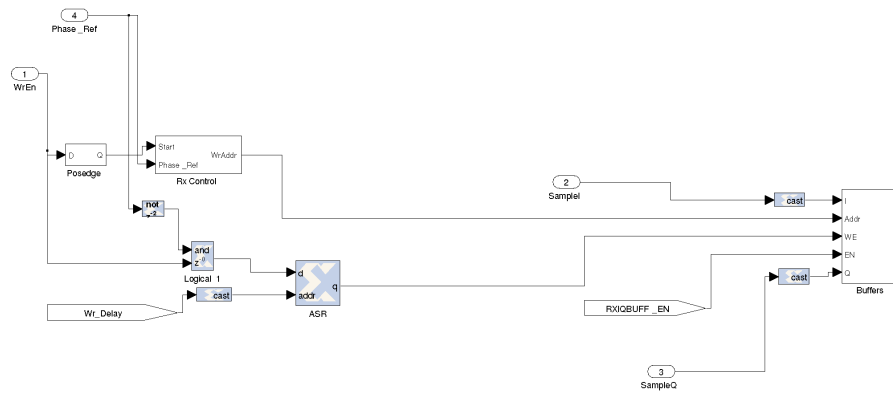 4
Phase _Ref
1
WrEn
D Q
Posedge
Start
WrAddr
Phase _Ref
Rx Control
2
SampleI
cast
I
Addr
WE
EN
Q
Buffers
not
and
Logical 1
d
addr
q
ASR
cast
Wr_Delay
cast
RXIQBUFF _EN
3
SampleQ